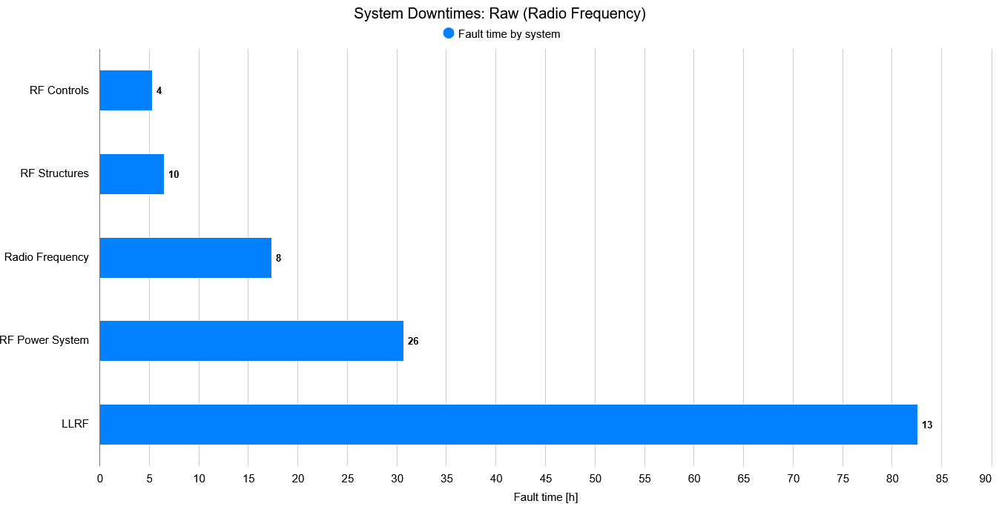 System Downtimes: Raw (Radio Frequency)
Fault time by system
RF Controls
4
RF Structures
10
Radio Frequency
8
RF Power System
26
LLRF
13
0 5 10 15 20 25 30 35 40 45 50 55 60 65 70 75 80 85 90
Fault time [h]